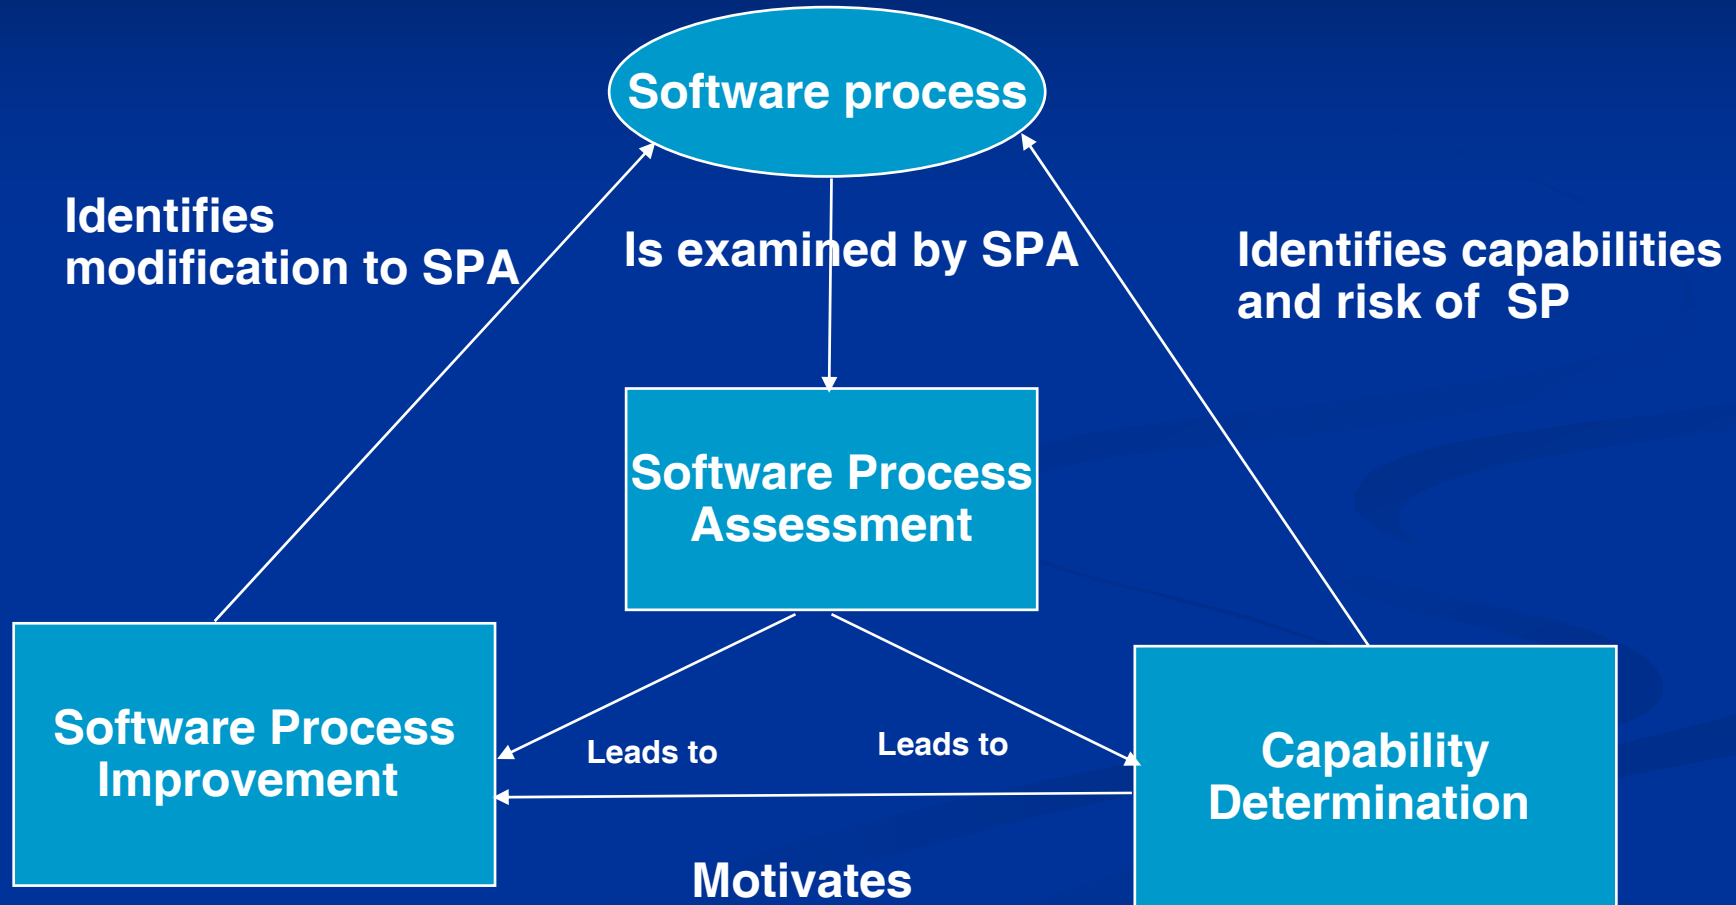 Software process
Identifies
modification to SPA
Is examined by SPA
Identifies capabilities
and risk of SP
Software Process
Assessment
Software Process
Improvement
Leads to
Leads to
Capability
Determination
Motivates